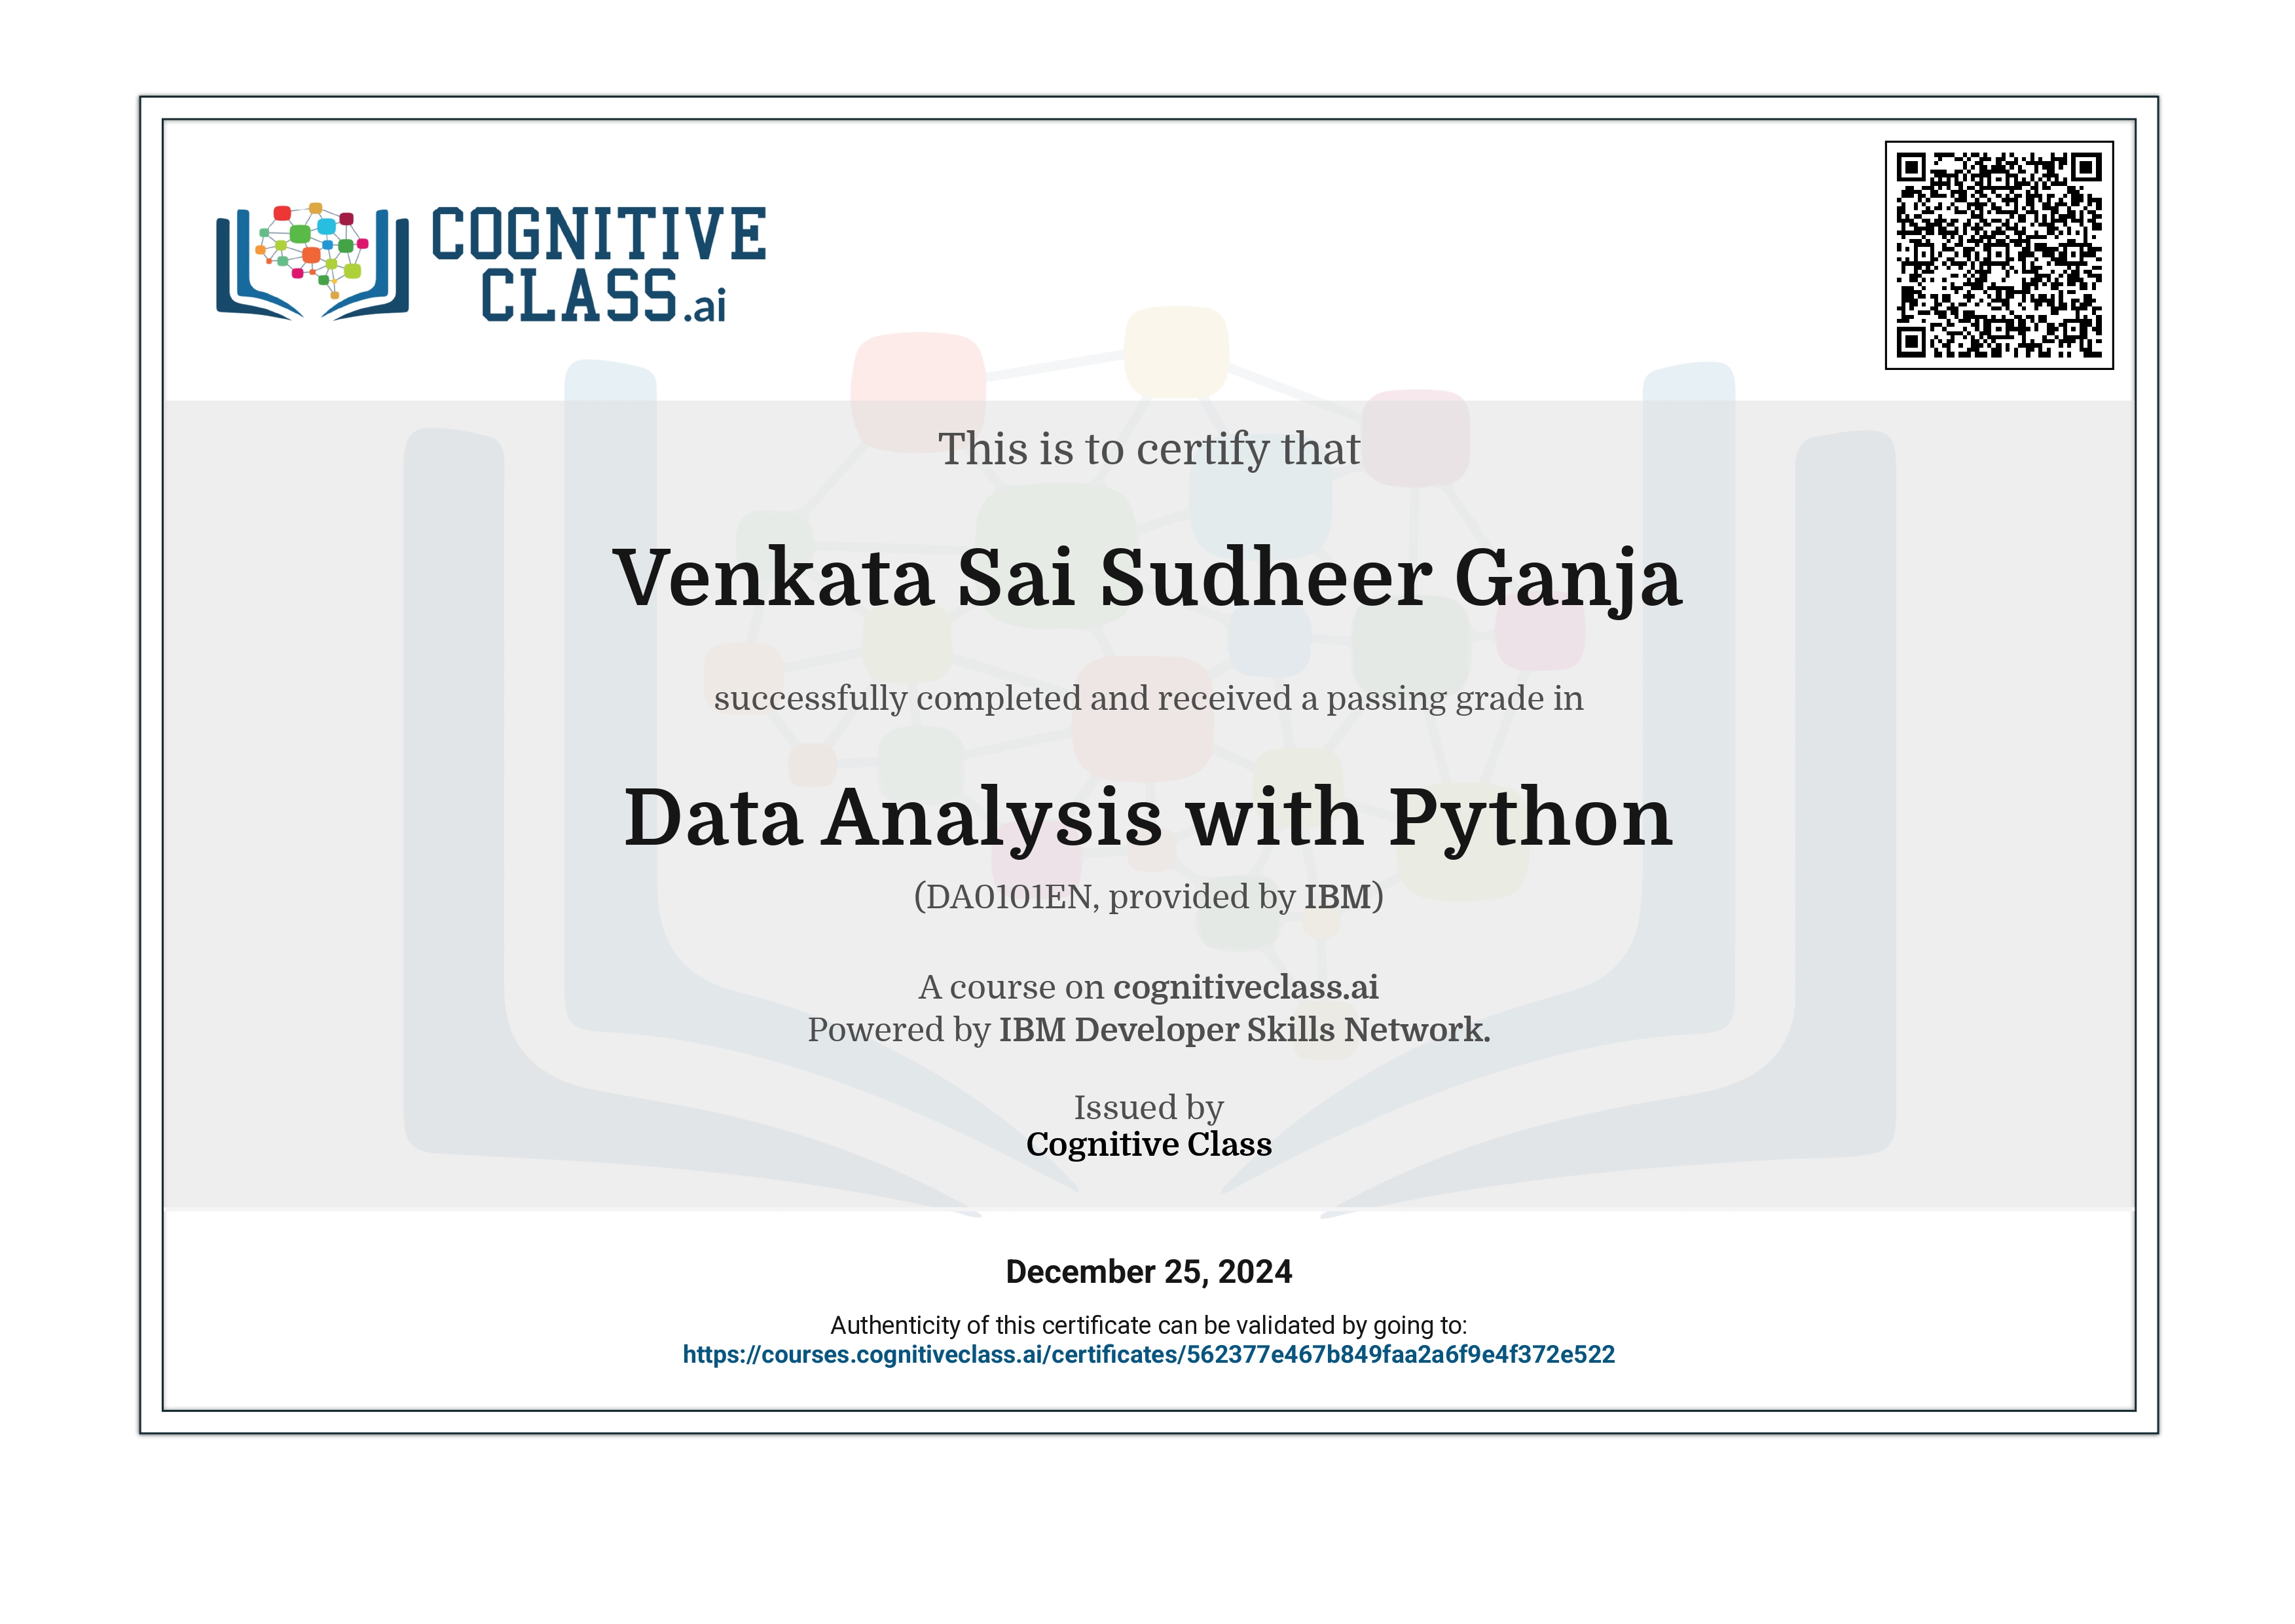 COGNITIVE
CLASS.ai
This is to certify that
Venkata Sai Sudheer Ganja
successfully completed and received a passing grade in
Data Analysis with Python
(DA0101EN, provided by IBM)
A course on cognitiveclass.ai
Powered by IBM Developer Skills Network.
Issued by
Cognitive Class
December 25, 2024
Authenticity of this certificate can be validated by going to:
https://courses.cognitiveclass.ai/certificates/562377e467b849faa2a6f9e4f372e522